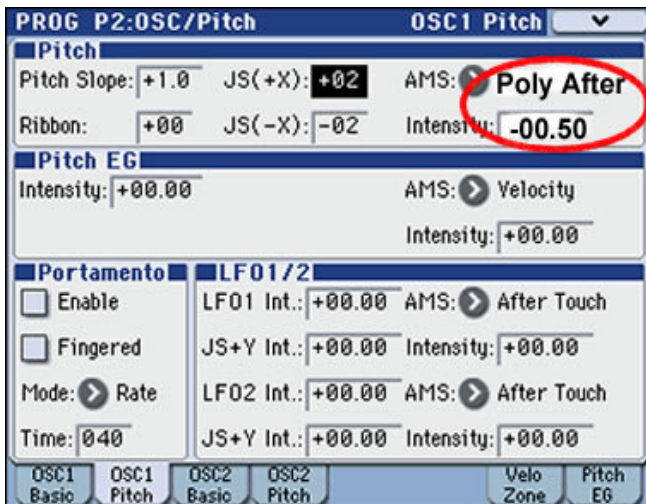 PROG P2:OSC/Pitch OSC1 Pitch
Pitch
Pitch Slope: +1.0 JS(+X): +02 AMS: Poly After
Ribbon: +00 JS(-X): -02 Intensity: -00.50
Pitch EG
Intensity: +00.00 AMS: Velocity
Intensity: +00.00
Portamento LFO1/2
Enable LFO1 Int.: +00.00 AMS: After Touch
Fingered JS+Y Int.: +00.00 Intensity: +00.00
Mode: Rate LFO2 Int.: +00.00 AMS: After Touch
Time: 040 JS+Y Int.: +00.00 Intensity: +00.00
OSC1 Basic OSC1 Pitch OSC2 Basic OSC2 Pitch Velo Zone Pitch EG